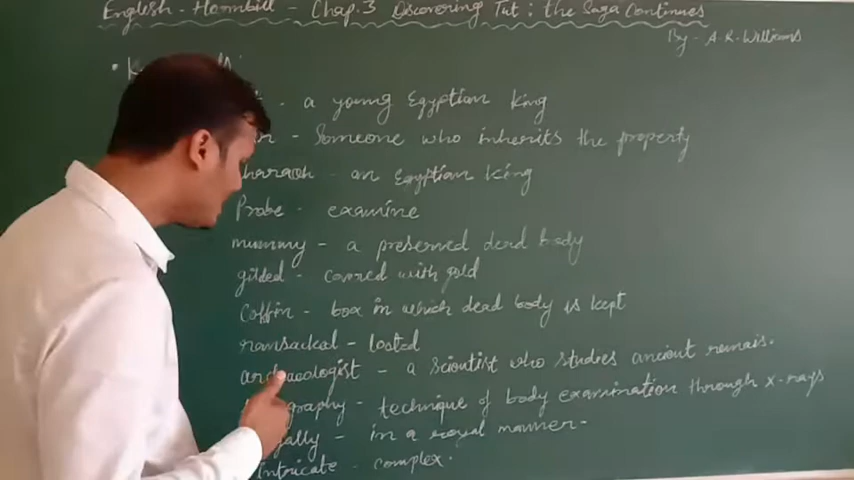 English - Hornbill - Chap. 3 Discovering Tut : the Saga Continues
By - A. R. Williams
- a young Egyptian king
- Someone who inherits the property
- an Egyptian King
Probe - examine
mummy - a preserved dead body
gilded - covered with gold
Coffin - box in which dead body is kept
ransacked - looted
archaeologist - a scientist who studies ancient remais.
- technique of body examination through x-rays
- in a royal manner -
Intricate - complex.